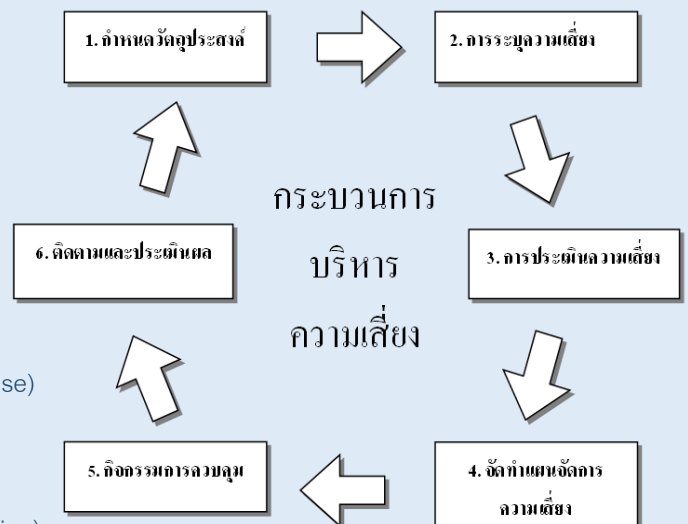 1. กำหนดวัตถุประสงค์
2. การระบุความเสี่ยง
กระบวนการ
บริหาร
ความเสี่ยง
6. ติดตามและประเมินผล
3. การประเมินความเสี่ยง
se)
5. กิจกรรมการควบคุม
4. จัดทำแผนจัดการ
ความเสี่ยง